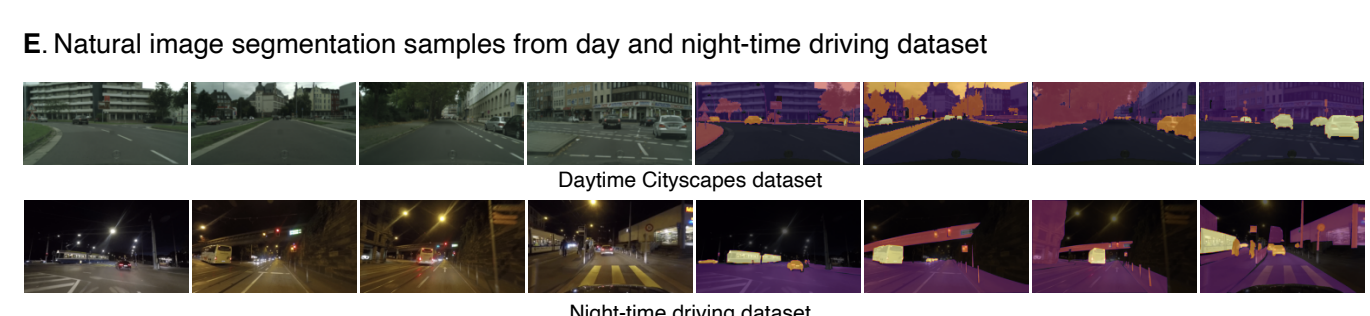 E. Natural image segmentation samples from day and night-time driving dataset
Daytime Cityscapes dataset
Night-time driving dataset